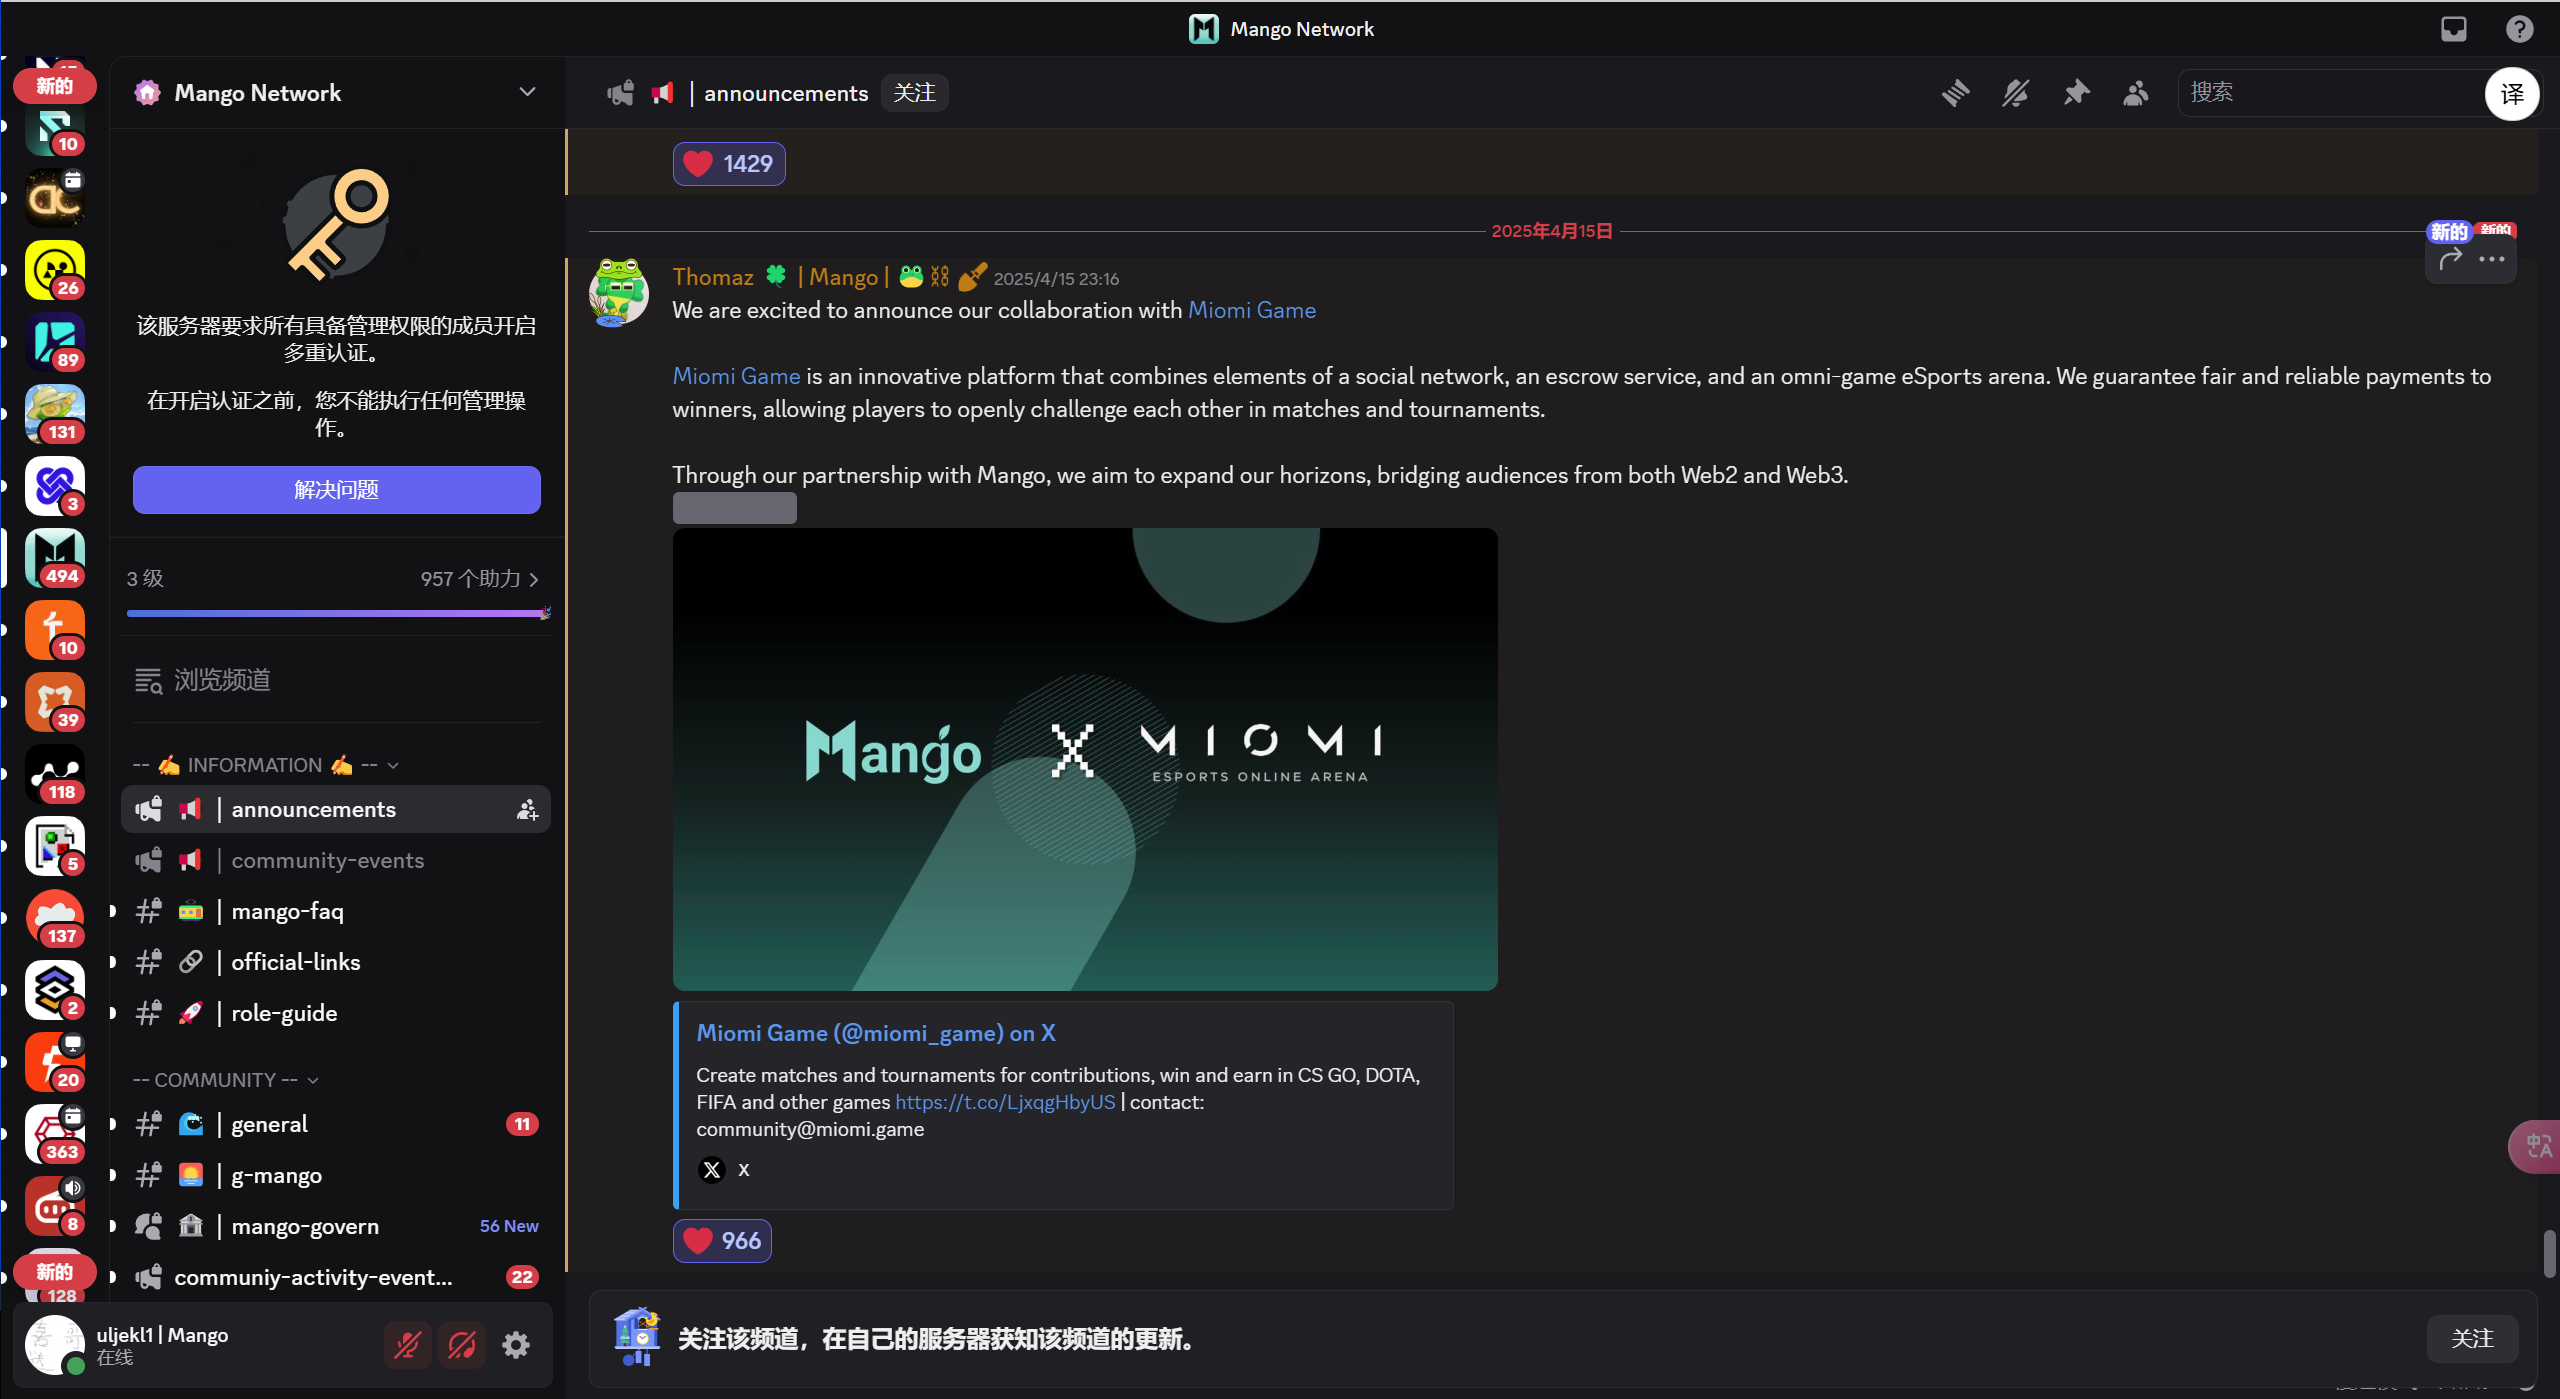 Mango Network
新的
10
26
89
131
3
494
10
39
118
5
137
2
20
363
8
新的
128
Mango Network
该服务器要求所有具备管理权限的成员开启
多重认证。
在开启认证之前，您不能执行任何管理操
作。
解决问题
3 级
957 个助力
浏览频道
-- ✍️ INFORMATION ✍️ --
| announcements
| community-events
| mango-faq
| official-links
| role-guide
-- COMMUNITY --
| general
11
| g-mango
| mango-govern
56 New
communiy-activity-event...
22
uljekl1 | Mango
在线
| announcements
关注
搜索
译
❤️ 1429
2025年4月15日
新的
新的
Thomaz 🍀 | Mango | 🐸⛓️ 2025/4/15 23:16
We are excited to announce our collaboration with Miomi Game
Miomi Game is an innovative platform that combines elements of a social network, an escrow service, and an omni-game eSports arena. We guarantee fair and reliable payments to
winners, allowing players to openly challenge each other in matches and tournaments.
Through our partnership with Mango, we aim to expand our horizons, bridging audiences from both Web2 and Web3.
Mango X MIOMI
ESPORTS ONLINE ARENA
Miomi Game (@miomi_game) on X
Create matches and tournaments for contributions, win and earn in CS GO, DOTA,
FIFA and other games https://t.co/LjxqgHbyUS | contact:
community@miomi.game
X
❤️ 966
关注该频道，在自己的服务器获知该频道的更新。
关注